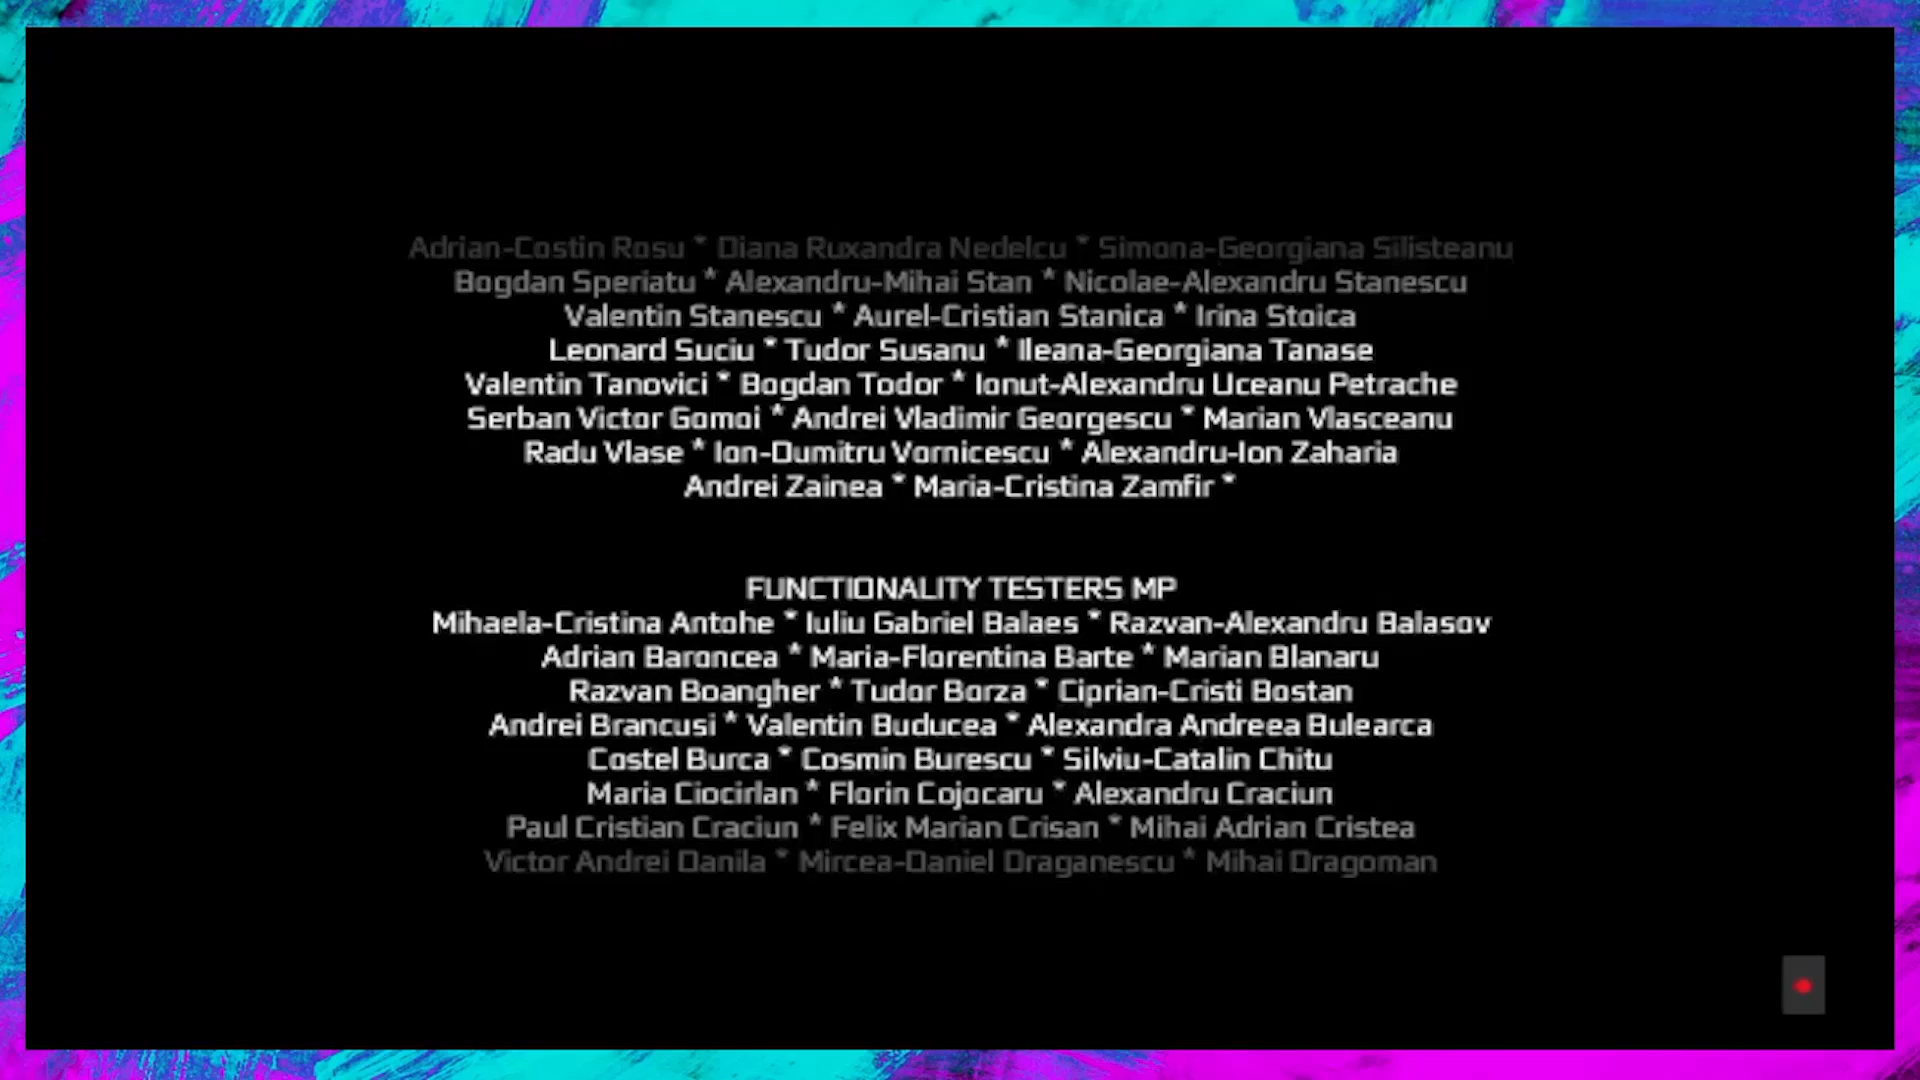 Adrian-Costin Rosu * Diana Ruxandra Nedelcu * Simona-Georgiana Silisteanu
Bogdan Speriatu * Alexandru-Mihai Stan * Nicolae-Alexandru Stanescu
Valentin Stanescu * Aurel-Cristian Stanica * Irina Stoica
Leonard Suciu * Tudor Susanu * Ileana-Georgiana Tanase
Valentin Tanovici * Bogdan Todor * Ionut-Alexandru Uceanu Petrache
Serban Victor Gomoi * Andrei Vladimir Georgescu * Marian Vlasceanu
Radu Vlase * Ion-Dumitru Vornicescu * Alexandru-Ion Zaharia
Andrei Zainea * Maria-Cristina Zamfir *
FUNCTIONALITY TESTERS MP
Mihaela-Cristina Antohe * Iuliu Gabriel Balaes * Razvan-Alexandru Balasov
Adrian Baroncea * Maria-Florentina Barte * Marian Blanaru
Razvan Boangher * Tudor Borza * Ciprian-Cristi Bostan
Andrei Brancusi * Valentin Buducea * Alexandra Andreea Bulearca
Costel Burca * Cosmin Burescu * Silviu-Catalin Chitu
Maria Ciocirlan * Florin Cojocaru * Alexandru Craciun
Paul Cristian Craciun * Felix Marian Crisan * Mihai Adrian Cristea
Victor Andrei Danila * Mircea-Daniel Draganescu * Mihai Dragoman